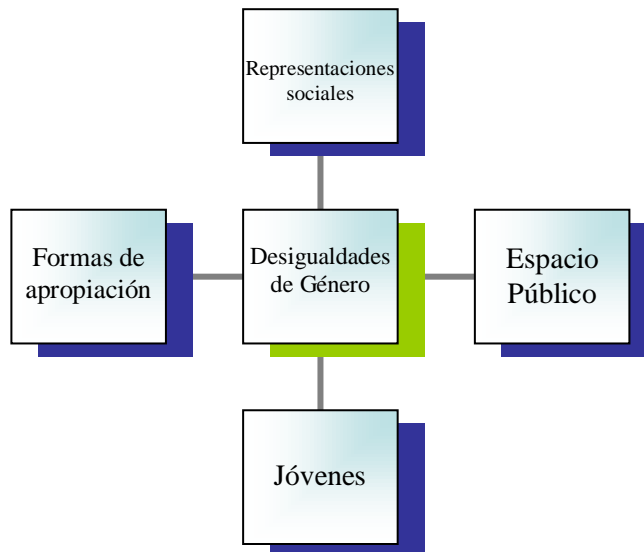 Representaciones
sociales
Formas de
apropiación
Desigualdades
de Género
Espacio
Público
Jóvenes